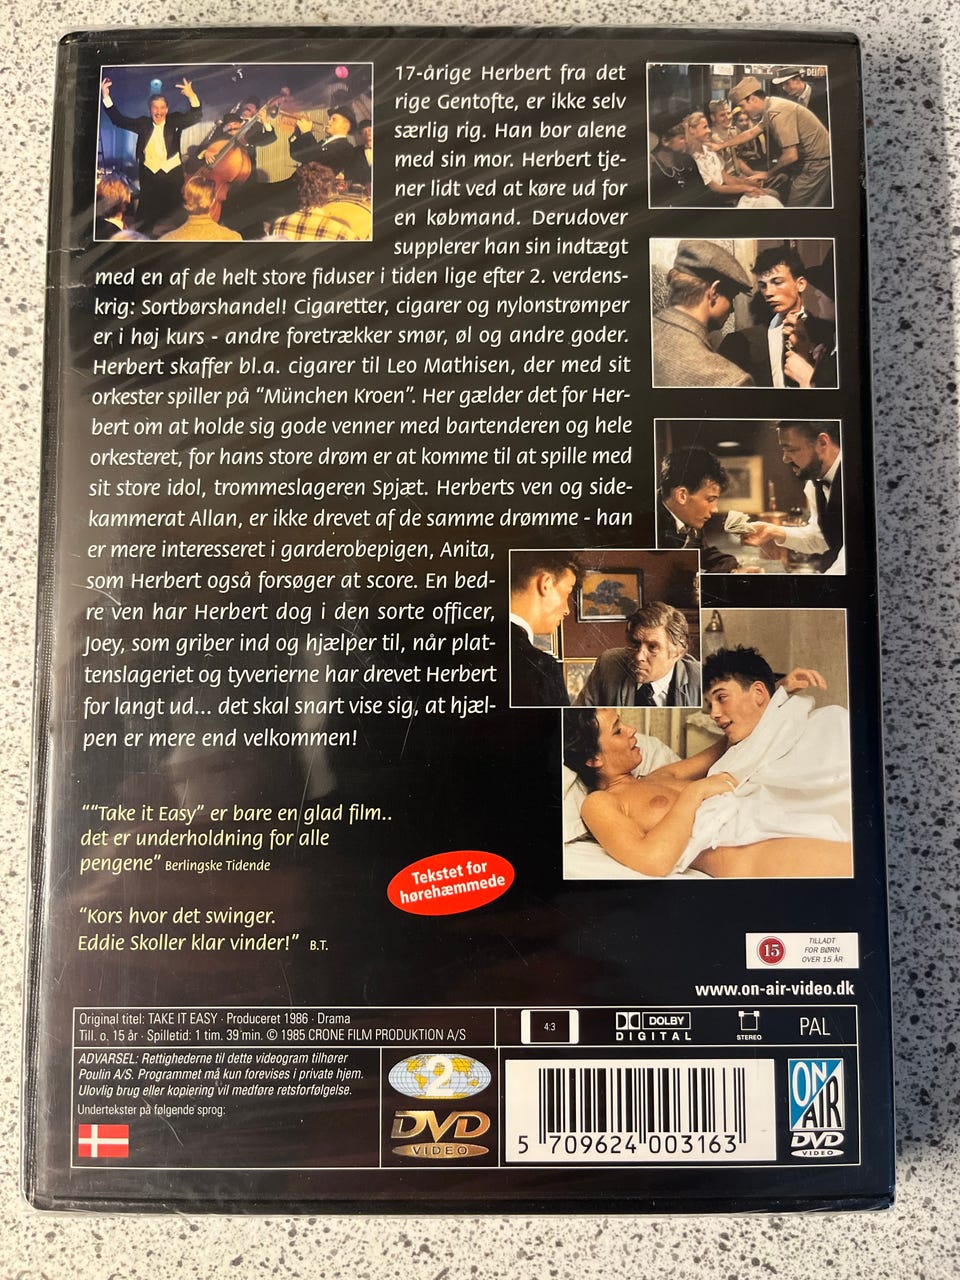 17-årige Herbert fra det
rige Gentofte, er ikke selv
særlig rig. Han bor alene
med sin mor. Herbert tje-
ner lidt ved at køre ud for
en købmand. Derudover
supplerer han sin indtægt
med en af de helt store fiduser i tiden lige efter 2. verdens-
krig: Sortbørshandel! Cigaretter, cigarer og nylonstrømper
er i høj kurs - andre foretrækker smør, øl og andre goder.
Herbert skaffer bl.a. cigarer til Leo Mathisen, der med sit
orkester spiller på “München Kroen”. Her gælder det for Her-
bert om at holde sig gode venner med bartenderen og hele
orkesteret, for hans store drøm er at komme til at spille med
sit store idol, trommeslageren Spjæt. Herberts ven og side-
kammerat Allan, er ikke drevet af de samme drømme - han
er mere interesseret i garderobepigen, Anita,
som Herbert også forsøger at score. En bed-
re ven har Herbert dog i den sorte officer,
Joey, som griber ind og hjælper til, når plat-
tenslageriet og tyverierne har drevet Herbert
for langt ud... det skal snart vise sig, at hjæl-
pen er mere end velkommen!
““Take it Easy” er bare en glad film..
det er underholdning for alle
pengene” Berlingske Tidende
Tekstet for
hørehæmmede
“Kors hvor det swinger.
Eddie Skoller klar vinder!” B.T.
15
TILLADT
FOR BØRN
OVER 15 ÅR
www.on-air-video.dk
Original titel: TAKE IT EASY · Produceret 1986 · Drama
Till. o. 15 år · Spilletid: 1 tim. 39 min. © 1985 CRONE FILM PRODUKTION A/S
4:3
DOLBY
DIGITAL
STEREO
PAL
ADVARSEL: Rettighederne til dette videogram tilhører
Poulin A/S. Programmet må kun forevises i private hjem.
Ulovlig brug eller kopiering vil medføre retsforfølgelse.
Undertekster på følgende sprog:
2
DVD
VIDEO
5 709624 003163
ON
AIR
DVD
VIDEO